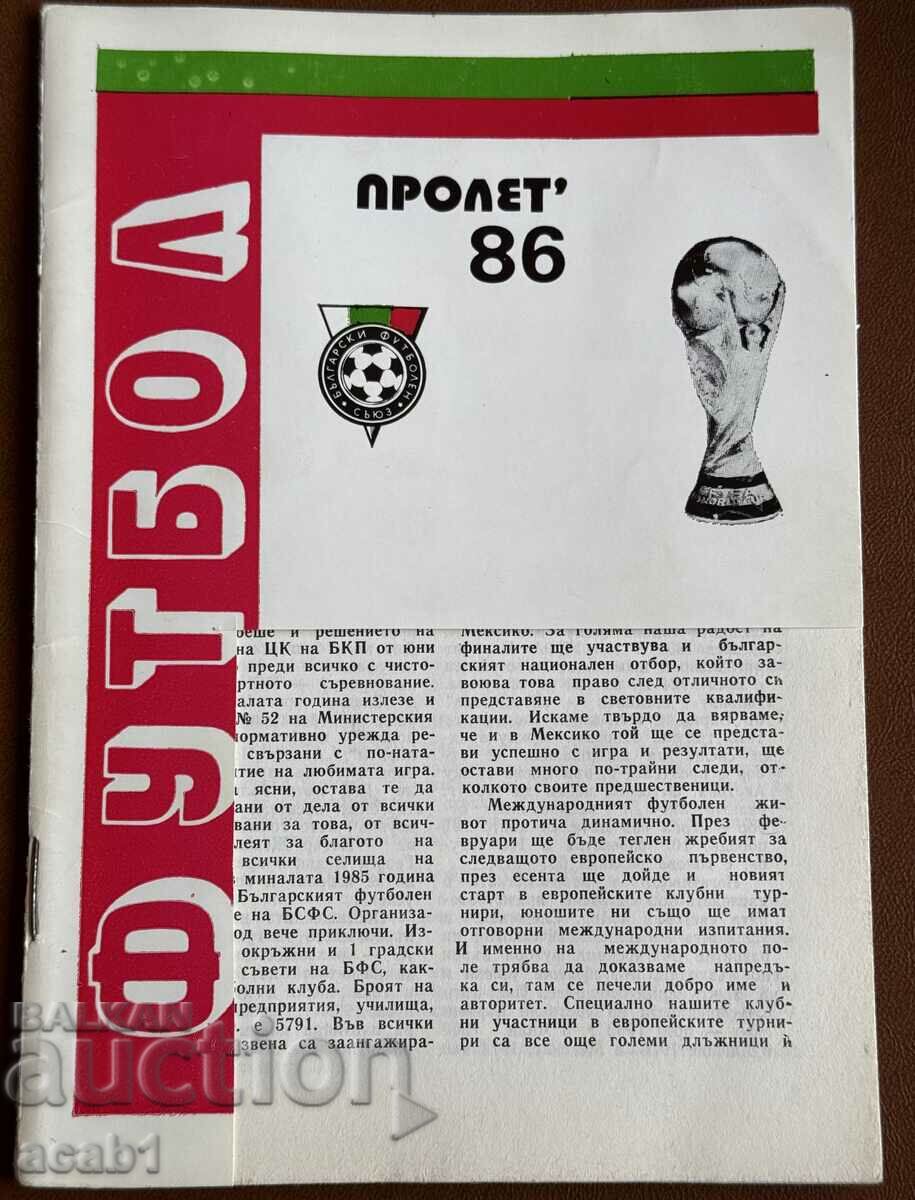 ФУТБОЛ
ПРОЛЕТ'
86
БЪЛГАРСКИ ФУТБОЛЕН
СЪЮЗ
и решението на
на ЦК на БКП от юни
преди всичко с чисто-
ртното съревнование.
алата година излезе и
№ 52 на Министерския
нормативно урежда ре-
свързани с по-ната-
тие на любимата игра.
ясни, остава те да
ани от дела от всички
вани за това, от всич-
леят за благото на
всички селища на
миналата 1985 година
Българският футболен
е на БСФС. Организа-
од вече приключи. Из-
окръжни и 1 градски
съвети на БФС, как-
болни клуба. Броят на
предприятия, училища,
. е 5791. Във всички
звена са заангажира-
Мексико. За голяма наша радост на
финалите ще участвува и българ-
ският национален отбор, който за-
воюва това право след отличното си
представяне в световните квалифи-
кации. Искаме твърдо да вярваме,
че и в Мексико той ще се предста-
ви успешно с игра и резултати, ще
остави много по-трайни следи, от-
колкото своите предшественици.
Международният футболен жи-
вот протича динамично. През фе-
вруари ще бъде теглен жребият за
следващото европейско първенство,
през есента ще дойде и новият
старт в европейските клубни тур-
нири, юношите ни също ще имат
отговорни международни изпитания.
И именно на международното по-
ле трябва да доказваме напредъ-
ка си, там се печели добро име и
авторитет. Специално нашите клуб-
ни участници в европейските турни-
ри са все още големи длъжници и
BALKAN
auction
acab1